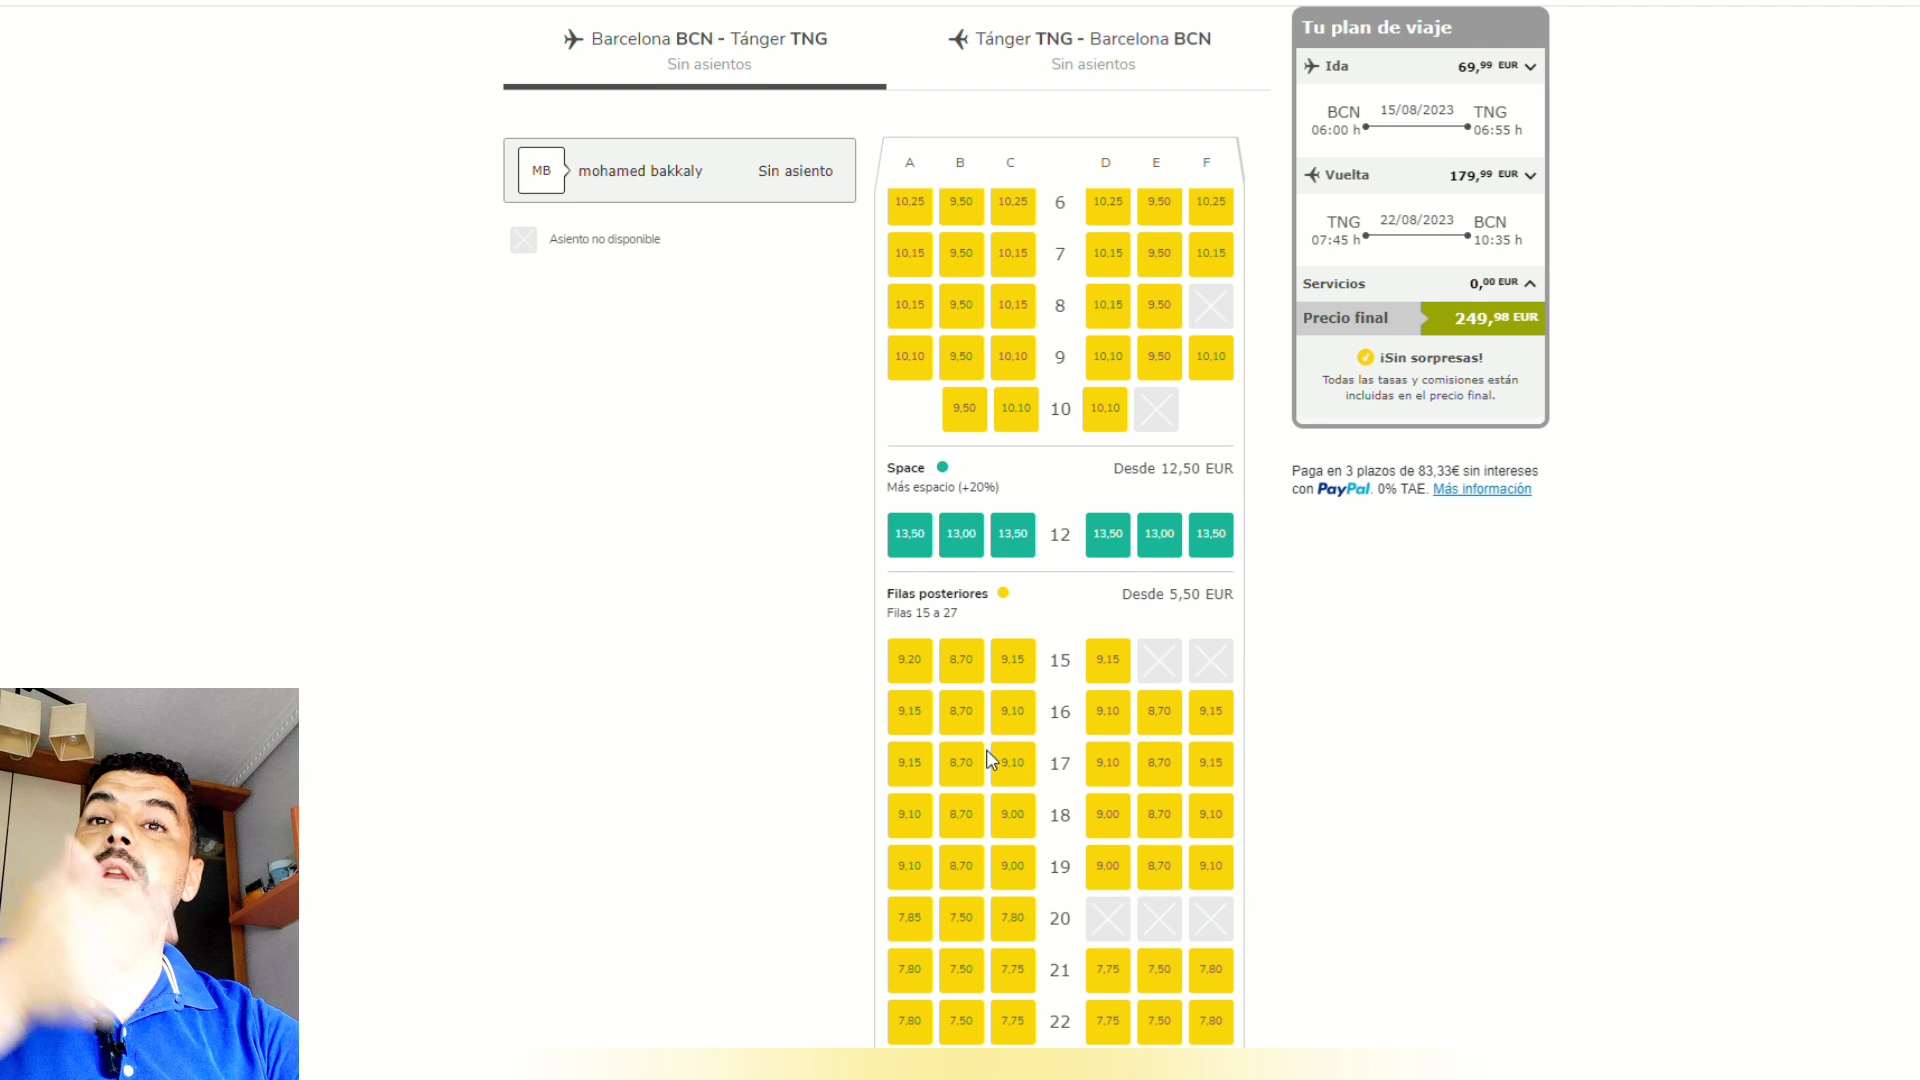 Barcelona BCN - Tánger TNG
Sin asientos
Tánger TNG - Barcelona BCN
Sin asientos
MB mohamed bakkaly Sin asiento
Asiento no disponible
A B C D E F
10,25 9,50 10,25 6 10,25 9,50 10,25
10,15 9,50 10,15 7 10,15 9,50 10,15
10,15 9,50 10,15 8 10,15 9,50
10,10 9,50 10,10 9 10,10 9,50 10,10
9,50 10,10 10 10,10
Space Desde 12,50 EUR
Más espacio (+20%)
13,50 13,00 13,50 12 13,50 13,00 13,50
Filas posteriores Desde 5,50 EUR
Filas 15 a 27
9,20 8,70 9,15 15 9,15
9,15 8,70 9,10 16 9,10 8,70 9,15
9,15 8,70 9,10 17 9,10 8,70 9,15
9,10 8,70 9,00 18 9,00 8,70 9,10
9,10 8,70 9,00 19 9,00 8,70 9,10
7,85 7,50 7,80 20
7,80 7,50 7,75 21 7,75 7,50 7,80
7,80 7,50 7,75 22 7,75 7,50 7,80
Tu plan de viaje
Ida 69,99 EUR
BCN 15/08/2023 TNG
06:00 h 06:55 h
Vuelta 179,99 EUR
TNG 22/08/2023 BCN
07:45 h 10:35 h
Servicios 0,00 EUR
Precio final 249,98 EUR
¡Sin sorpresas!
Todas las tasas y comisiones están
incluidas en el precio final.
Paga en 3 plazos de 83,33€ sin intereses
con PayPal. 0% TAE. Más información